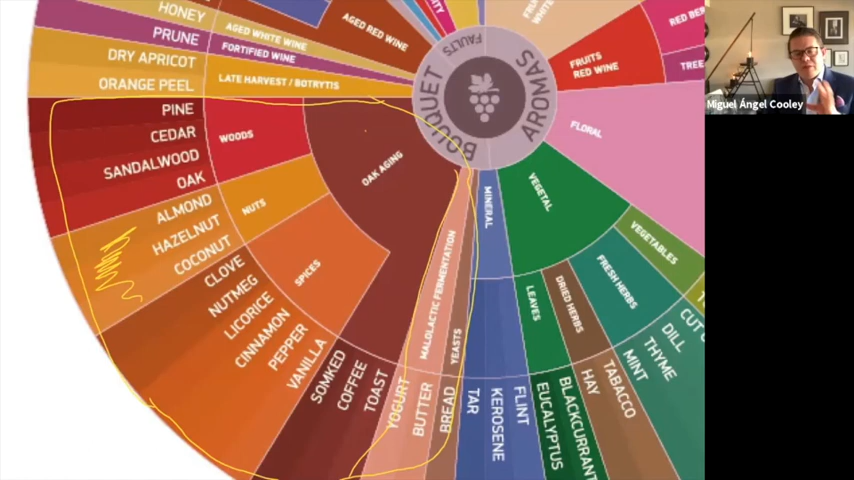 HONEY
PRUNE
DRY APRICOT
ORANGE PEEL
AGED WHITE WINE
FORTIFIED WINE
LATE HARVEST / BOTRYTIS
AGED RED WINE
PINE
CEDAR
SANDALWOOD
OAK
WOODS
ALMOND
HAZELNUT
COCONUT
NUTS
CLOVE
NUTMEG
LICORICE
CINNAMON
PEPPER
VANILLA
SPICES
OAK AGING
SOMKED
COFFEE
TOAST
YOGURT
BUTTER
BREAD
MALOLACTIC FERMENTATION
YEASTS
BOUQUET
FAULTS
AROMAS
MINERAL
TAR
KEROSENE
FLINT
VEGETAL
LEAVES
EUCALYPTUS
BLACKCURRANT
DRIED HERBS
HAY
TABACCO
FRESH HERBS
MINT
THYME
DILL
VEGETABLES
FLORAL
FRUITS
RED WINE
Miguel Ángel Cooley